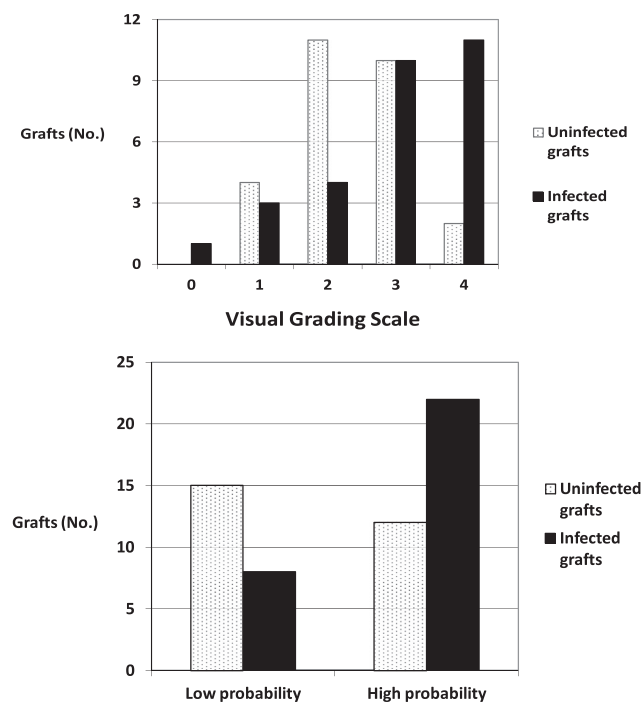 12
9
Grafts (No.)
6
3
0
0 1 2 3 4
Visual Grading Scale
Uninfected
grafts
Infected
grafts
25
20
15
Grafts (No.)
10
5
0
Low probability High probability
Uninfected
grafts
Infected
grafts